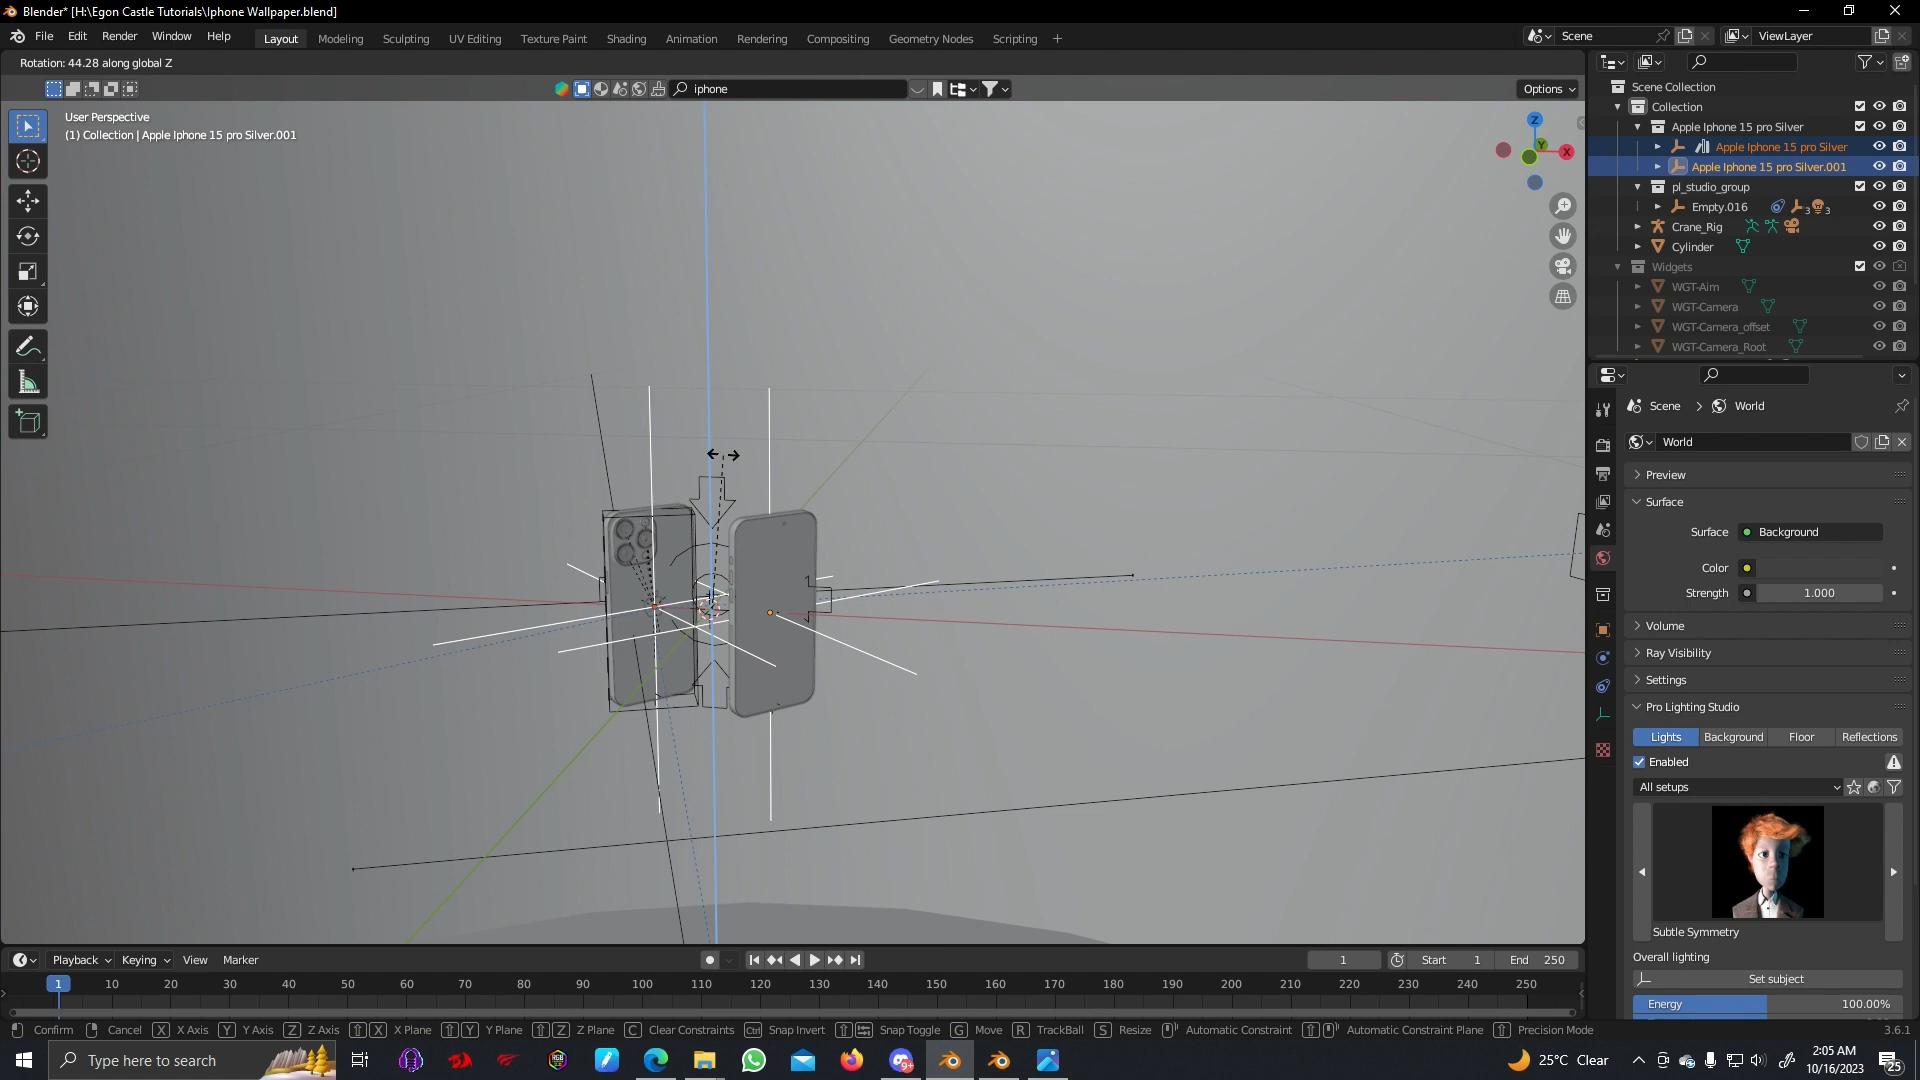 Blender* [H:\Egon Castle Tutorials\Iphone Wallpaper.blend]
File Edit Render Window Help Layout Modeling Sculpting UV Editing Texture Paint Shading Animation Rendering Compositing Geometry Nodes Scripting + Scene ViewLayer
Rotation: 44.28 along global Z
iphone Options
User Perspective
(1) Collection | Apple Iphone 15 pro Silver.001
Z
Y
X
Scene Collection
Collection
Apple Iphone 15 pro Silver
Apple Iphone 15 pro Silver
Apple Iphone 15 pro Silver.001
pl_studio_group
Empty.016 3 3
Crane_Rig
Cylinder
Widgets
WGT-Aim
WGT-Camera
WGT-Camera_offset
WGT-Camera_Root
Scene > World
World
Preview
Surface
Surface Background
Color
Strength 1.000
Volume
Ray Visibility
Settings
Pro Lighting Studio
Lights Background Floor Reflections
Enabled
All setups
Subtle Symmetry
Overall lighting
Set subject
Energy 100.00%
Playback Keying View Marker 1 Start 1 End 250
1 10 20 30 40 50 60 70 80 90 100 110 120 130 140 150 160 170 180 190 200 210 220 230 240 250
Confirm Cancel X X Axis Y Y Axis Z Z Axis X X Plane Y Y Plane Z Z Plane C Clear Constraints Ctrl Snap Invert Snap Toggle G Move R TrackBall S Resize Automatic Constraint Automatic Constraint Plane Precision Mode 3.6.1
Type here to search 9+ 25°C Clear 2:05 AM
10/16/2023 25